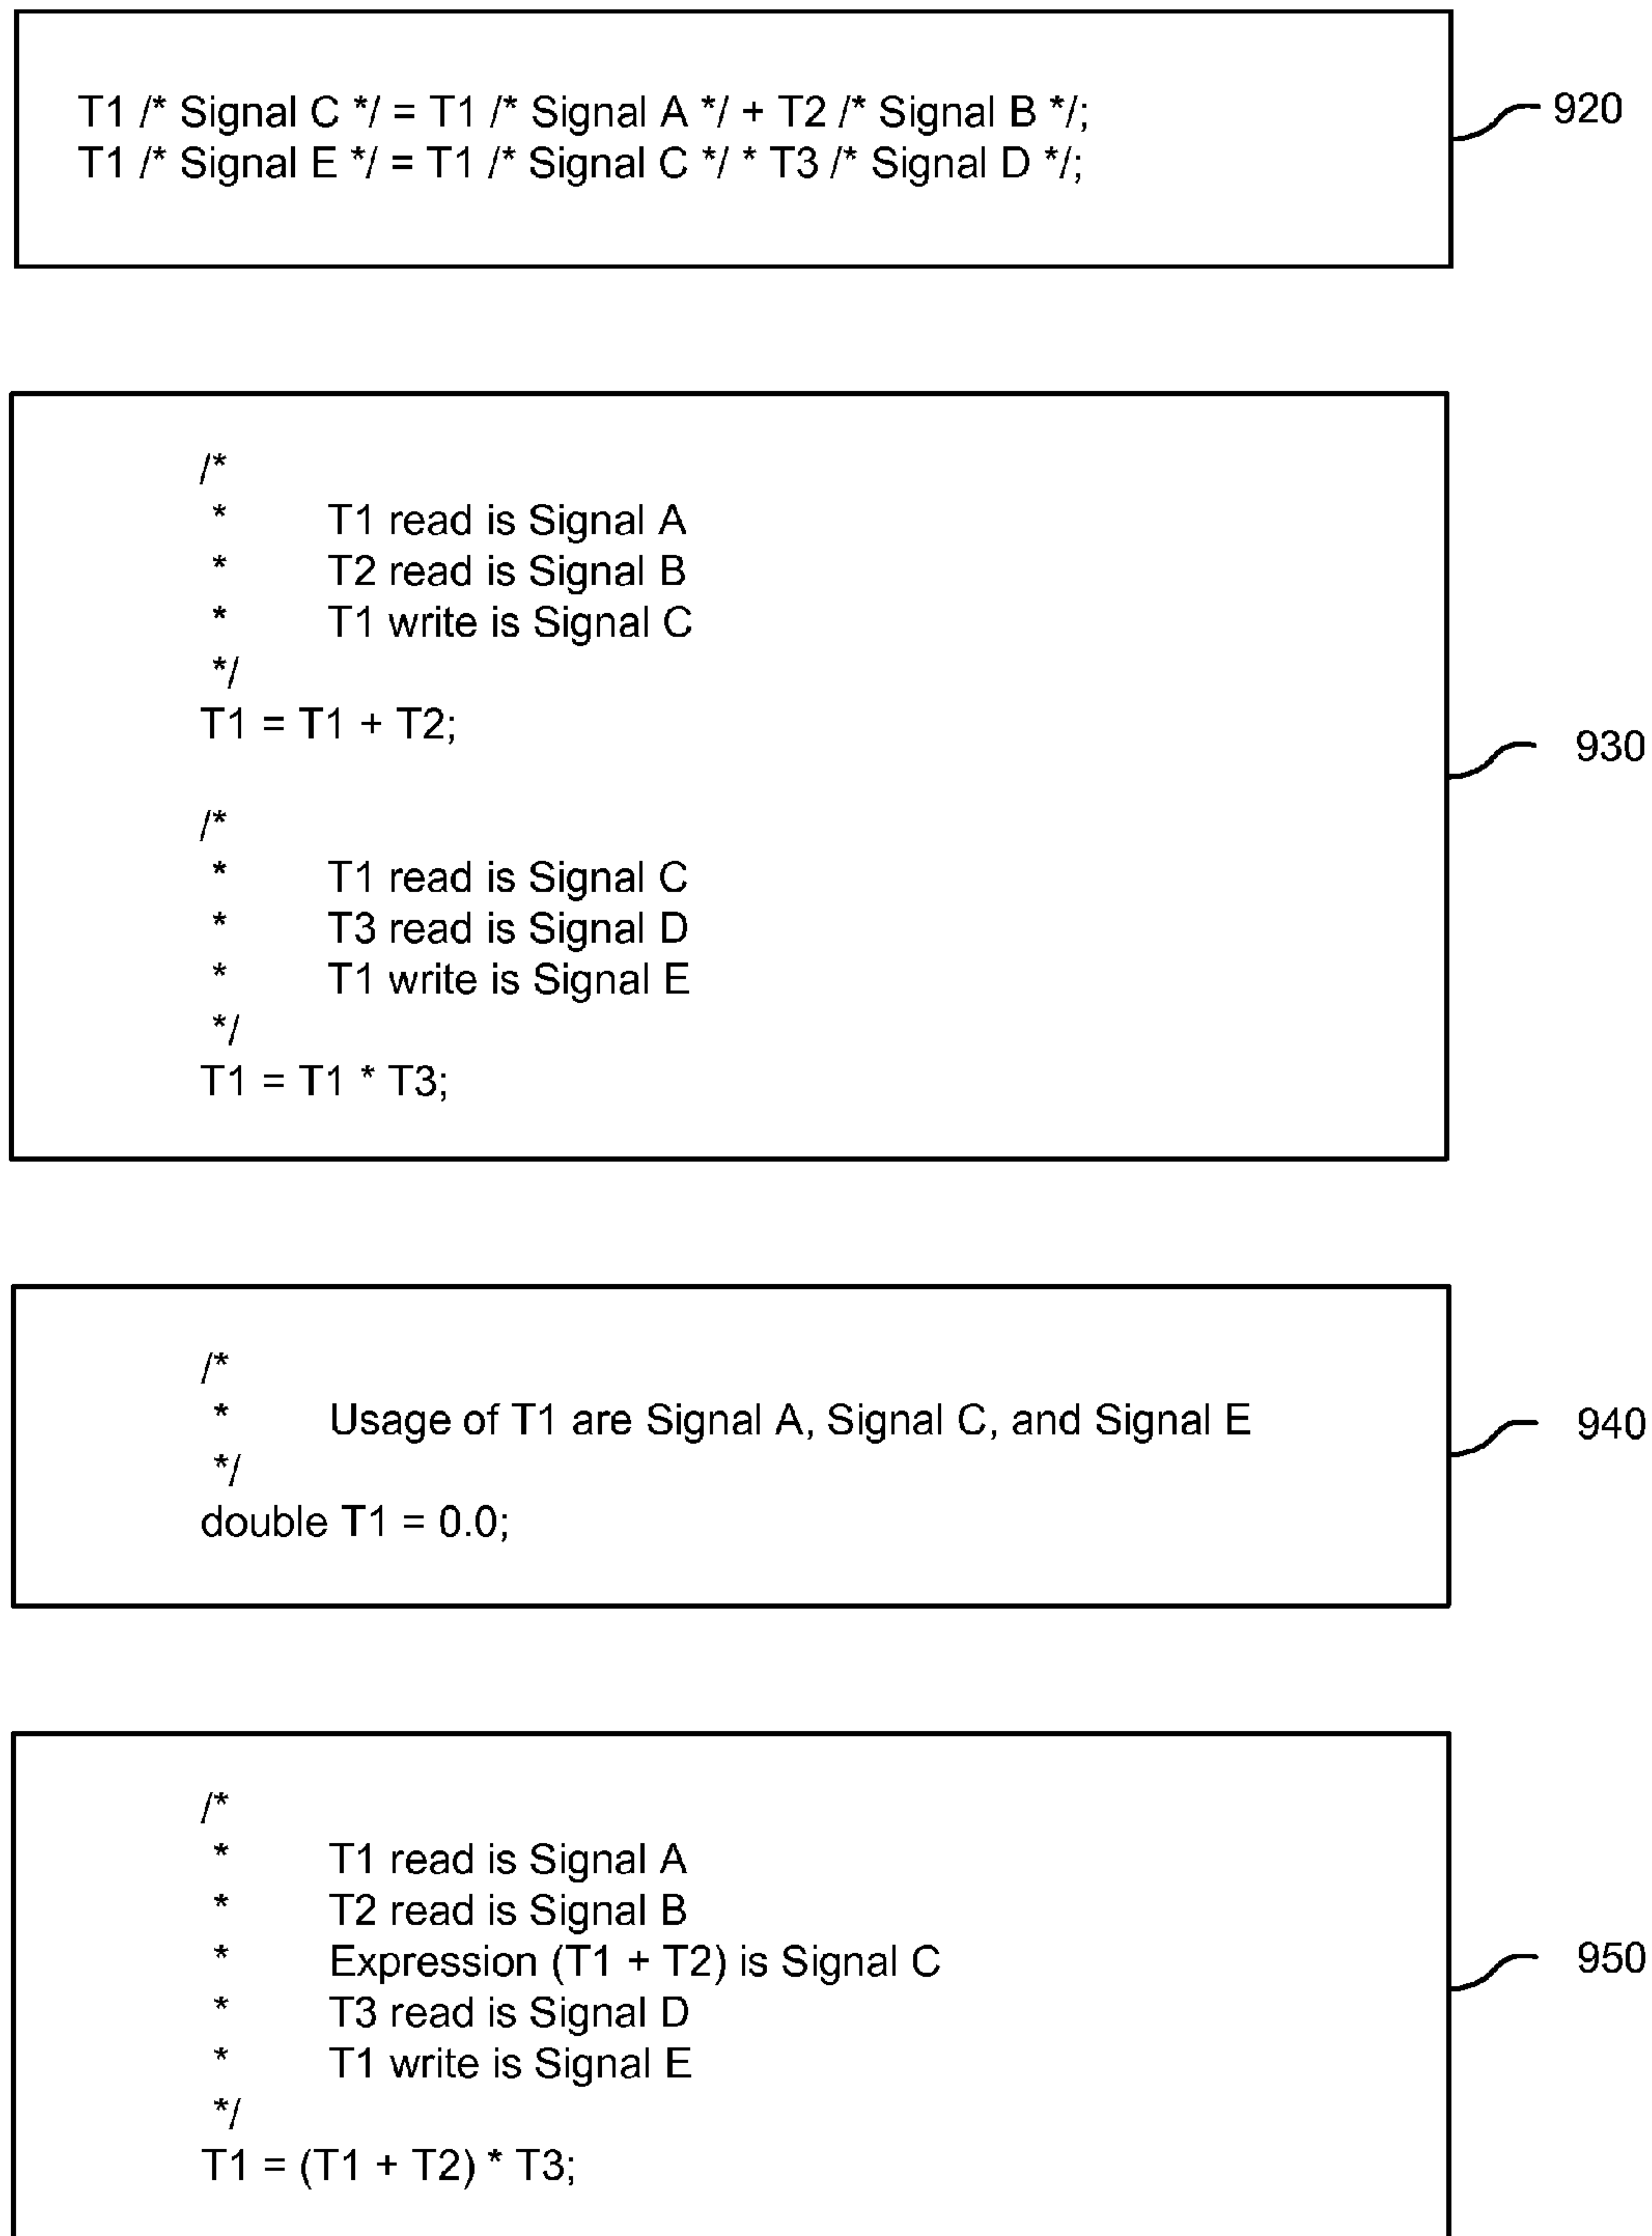 T1 /* Signal C */ = T1 /* Signal A */ + T2 /* Signal B */;
T1 /* Signal E */ = T1 /* Signal C */ * T3 /* Signal D */;
920
/*
* T1 read is Signal A
* T2 read is Signal B
* T1 write is Signal C
*/
T1 = T1 + T2;
/*
* T1 read is Signal C
* T3 read is Signal D
* T1 write is Signal E
*/
T1 = T1 * T3;
930
/*
* Usage of T1 are Signal A, Signal C, and Signal E
*/
double T1 = 0.0;
940
/*
* T1 read is Signal A
* T2 read is Signal B
* Expression (T1 + T2) is Signal C
* T3 read is Signal D
* T1 write is Signal E
*/
T1 = (T1 + T2) * T3;
950